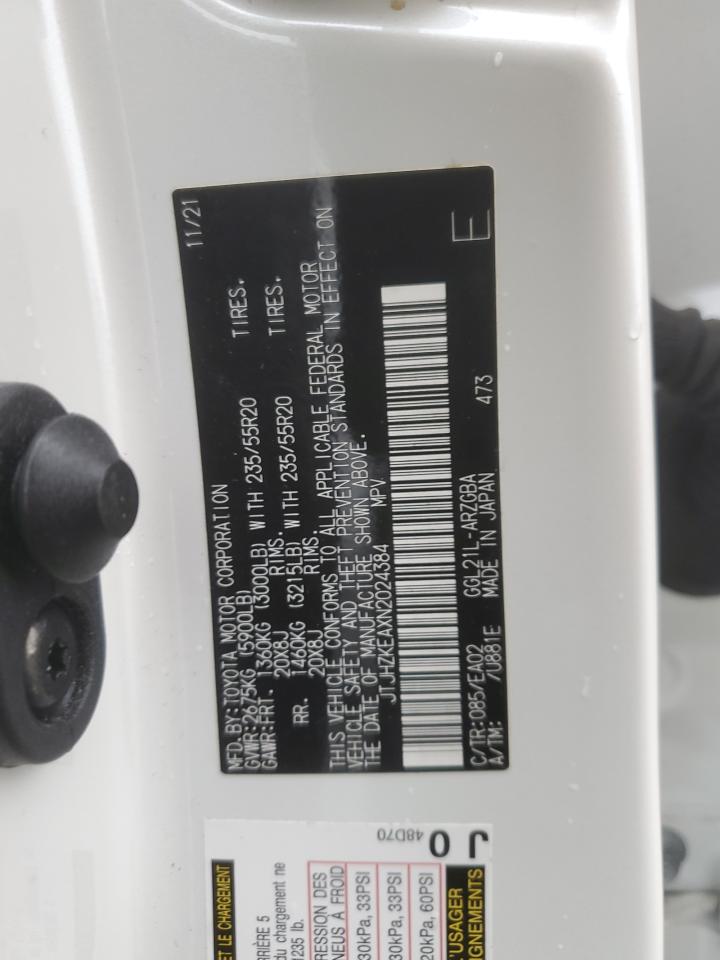 MFD.BY:TOYOTA MOTOR CORPORATION 11/21
GVWR:2675KG (5900LB)
GAWR:FRT. 1360KG (3000LB) WITH 235/55R20 TIRES.
20X8J RIMS.
RR. 1460KG (3215LB) WITH 235/55R20 TIRES.
20X8J RIMS.
THIS VEHICLE CONFORMS TO ALL APPLICABLE FEDERAL MOTOR
VEHICLE SAFETY AND THEFT PREVENTION STANDARDS IN EFFECT ON
THE DATE OF MANUFACTURE SHOWN ABOVE.
JTJHZKEAXN2024384 MPV
C/TR:085/EA02 GGL21L-ARZGBA 473 E
A/TM: /U881E MADE IN JAPAN
ET LE CHARGEMENT
RRIÈRE 5
du chargement ne
1235 lb.
RESSION DES
NEUS À FROID
30kPa, 33PSI
30kPa, 33PSI
20kPa, 60PSI
L'USAGER
IGNEMENTS
48D70
J 0